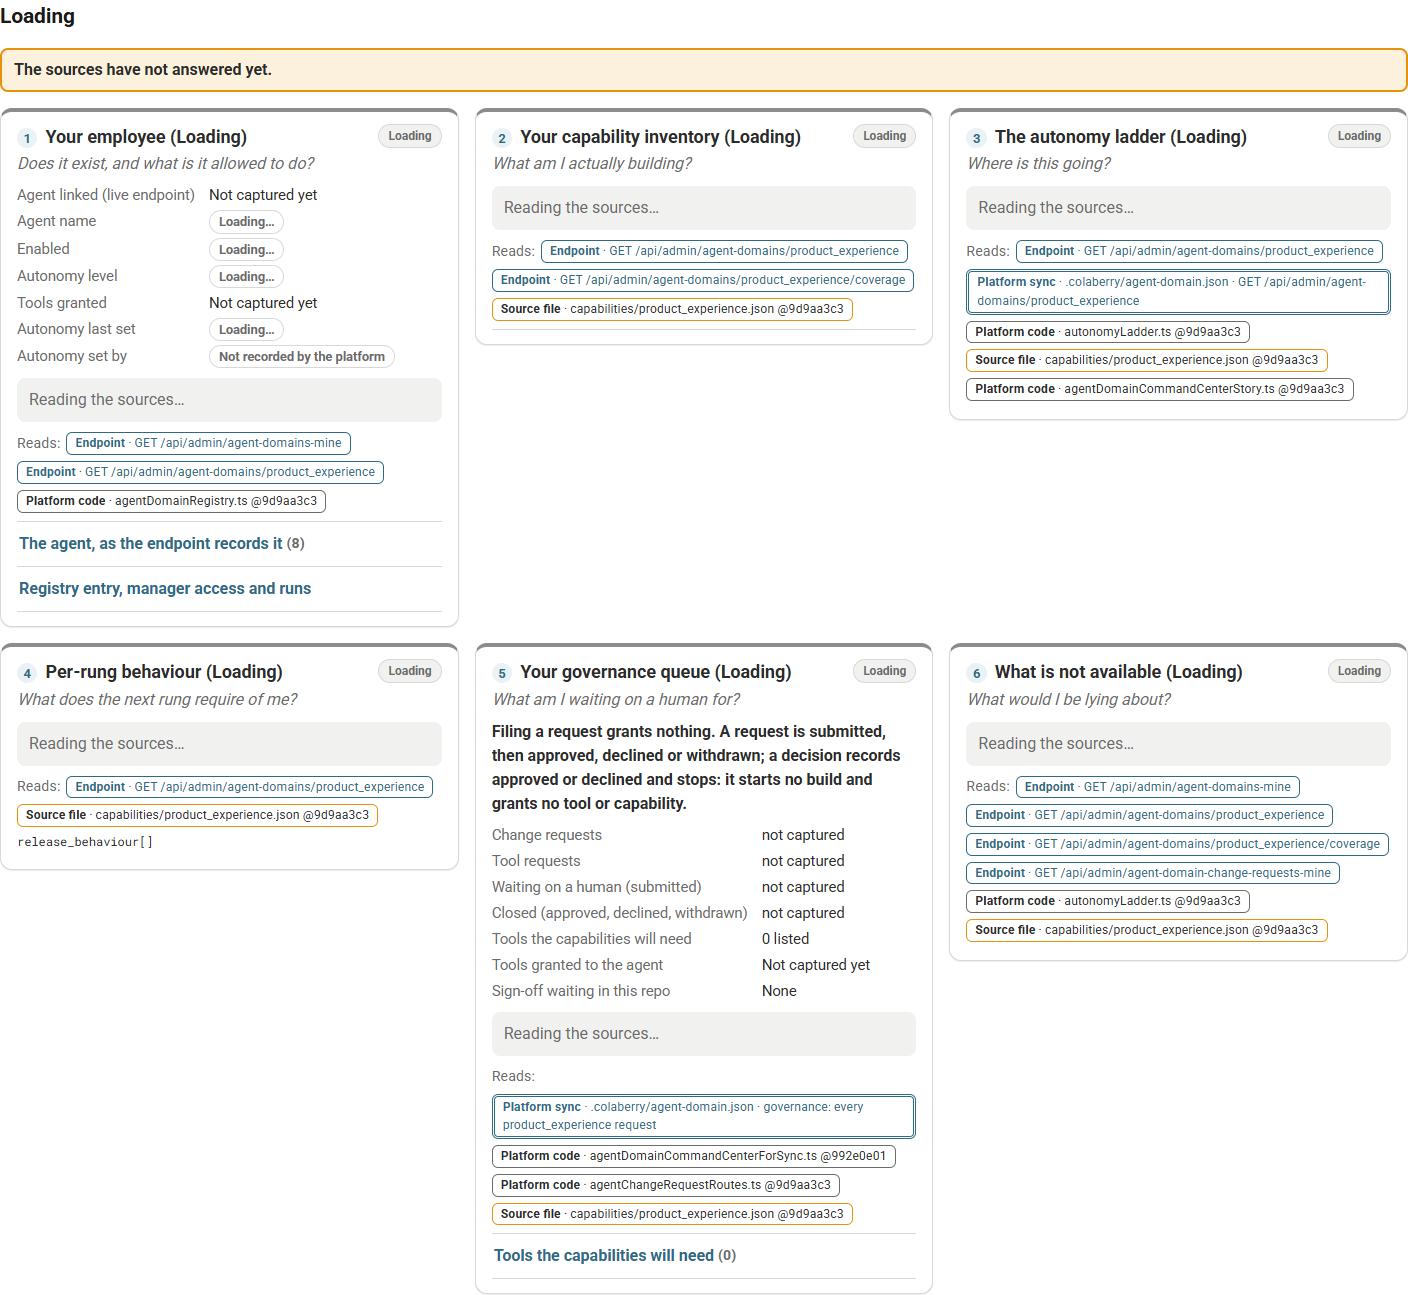 Loading
The sources have not answered yet.
1 Your employee (Loading) Loading
Does it exist, and what is it allowed to do?
Agent linked (live endpoint) Not captured yet
Agent name Loading...
Enabled Loading...
Autonomy level Loading...
Tools granted Not captured yet
Autonomy last set Loading...
Autonomy set by Not recorded by the platform
Reading the sources...
Reads: Endpoint · GET /api/admin/agent-domains-mine
Endpoint · GET /api/admin/agent-domains/product_experience
Platform code · agentDomainRegistry.ts @9d9aa3c3
The agent, as the endpoint records it (8)
Registry entry, manager access and runs
2 Your capability inventory (Loading) Loading
What am I actually building?
Reading the sources...
Reads: Endpoint · GET /api/admin/agent-domains/product_experience
Endpoint · GET /api/admin/agent-domains/product_experience/coverage
Source file · capabilities/product_experience.json @9d9aa3c3
3 The autonomy ladder (Loading) Loading
Where is this going?
Reading the sources...
Reads: Endpoint · GET /api/admin/agent-domains/product_experience
Platform sync · .colaberry/agent-domain.json · GET /api/admin/agent-
domains/product_experience
Platform code · autonomyLadder.ts @9d9aa3c3
Source file · capabilities/product_experience.json @9d9aa3c3
Platform code · agentDomainCommandCenterStory.ts @9d9aa3c3
4 Per-rung behaviour (Loading) Loading
What does the next rung require of me?
Reading the sources...
Reads: Endpoint · GET /api/admin/agent-domains/product_experience
Source file · capabilities/product_experience.json @9d9aa3c3
release_behaviour[]
5 Your governance queue (Loading) Loading
What am I waiting on a human for?
Filing a request grants nothing. A request is submitted,
then approved, declined or withdrawn; a decision records
approved or declined and stops: it starts no build and
grants no tool or capability.
Change requests not captured
Tool requests not captured
Waiting on a human (submitted) not captured
Closed (approved, declined, withdrawn) not captured
Tools the capabilities will need 0 listed
Tools granted to the agent Not captured yet
Sign-off waiting in this repo None
Reading the sources...
Reads:
Platform sync · .colaberry/agent-domain.json · governance: every
product_experience request
Platform code · agentDomainCommandCenterForSync.ts @992e0e01
Platform code · agentChangeRequestRoutes.ts @9d9aa3c3
Source file · capabilities/product_experience.json @9d9aa3c3
Tools the capabilities will need (0)
6 What is not available (Loading) Loading
What would I be lying about?
Reading the sources...
Reads: Endpoint · GET /api/admin/agent-domains-mine
Endpoint · GET /api/admin/agent-domains/product_experience
Endpoint · GET /api/admin/agent-domains/product_experience/coverage
Endpoint · GET /api/admin/agent-domain-change-requests-mine
Platform code · autonomyLadder.ts @9d9aa3c3
Source file · capabilities/product_experience.json @9d9aa3c3